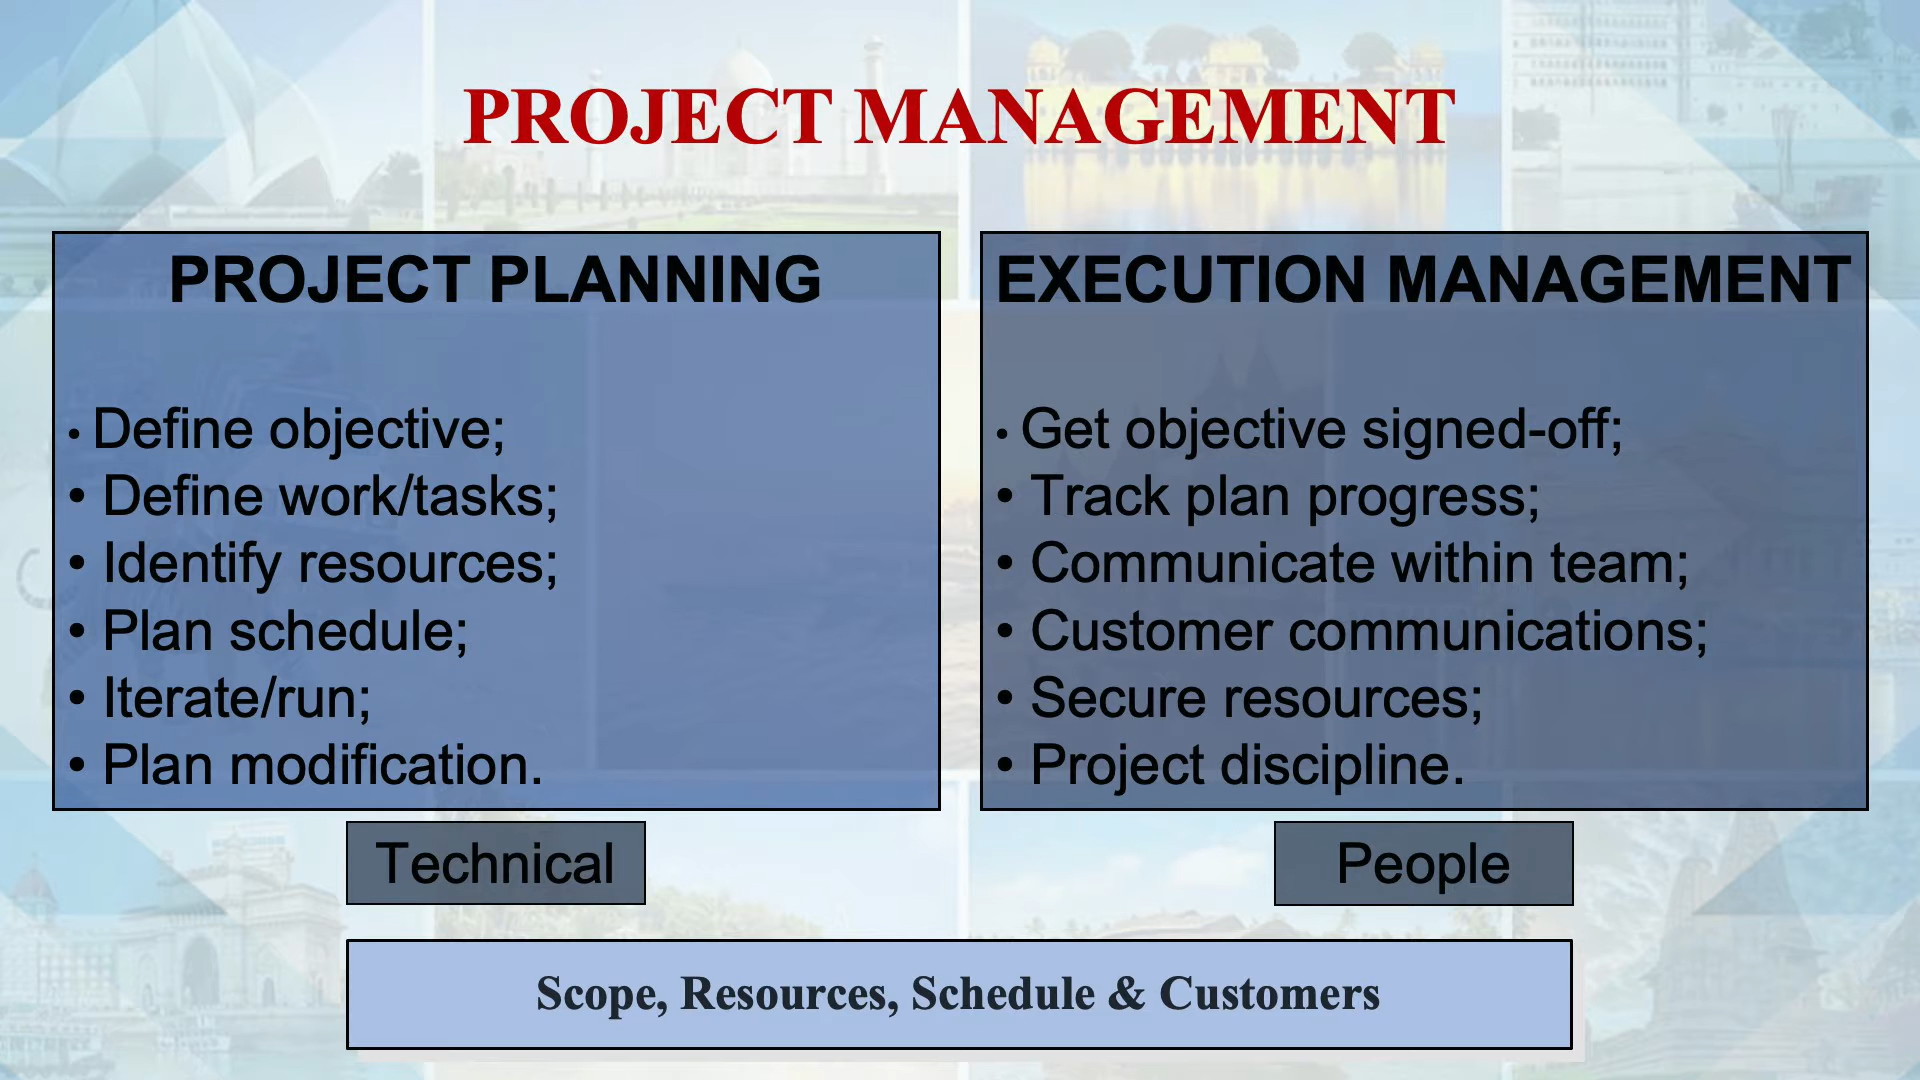 PROJECT MANAGEMENT
PROJECT PLANNING
• Define objective;
• Define work/tasks;
• Identify resources;
• Plan schedule;
• Iterate/run;
• Plan modification.
Technical
EXECUTION MANAGEMENT
• Get objective signed-off;
• Track plan progress;
• Communicate within team;
• Customer communications;
• Secure resources;
• Project discipline.
People
Scope, Resources, Schedule & Customers